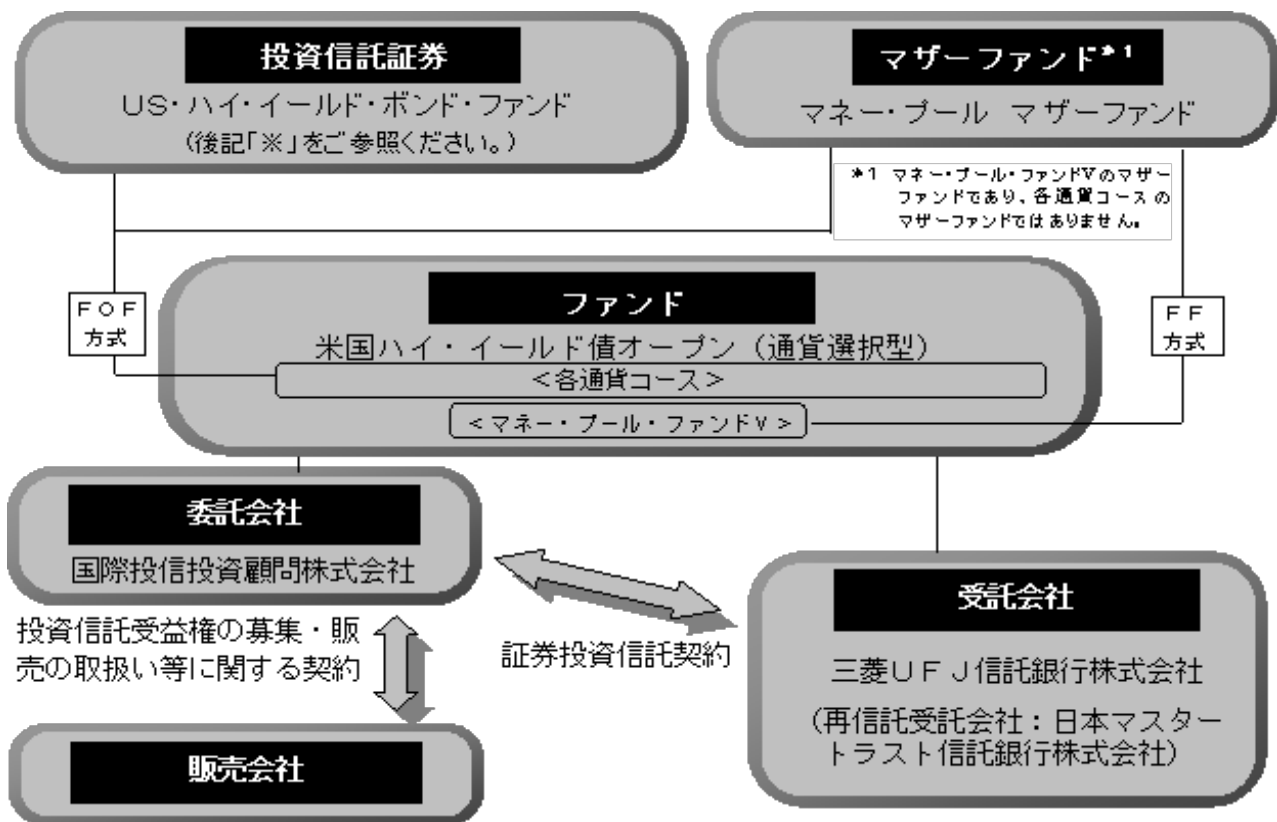 投資信託証券
US・ハイ・イールド・ボンド・ファンド
(後記「※」をご参照ください。)
マザーファンド*1
マネー・プール マザーファンド
*1 マネー・プール・ファンドVのマザー
ファンドであり、各通貨コースの
マザーファンドではありません。
FOF
方式
FF
方式
ファンド
米国ハイ・イールド債オープン(通貨選択型)
<各通貨コース>
<マネー・プール・ファンドV>
委託会社
国際投信投資顧問株式会社
投資信託受益権の募集・販
売の取扱い等に関する契約
証券投資信託契約
受託会社
三菱UFJ信託銀行株式会社
(再信託受託会社:日本マスター
トラスト信託銀行株式会社)
販売会社